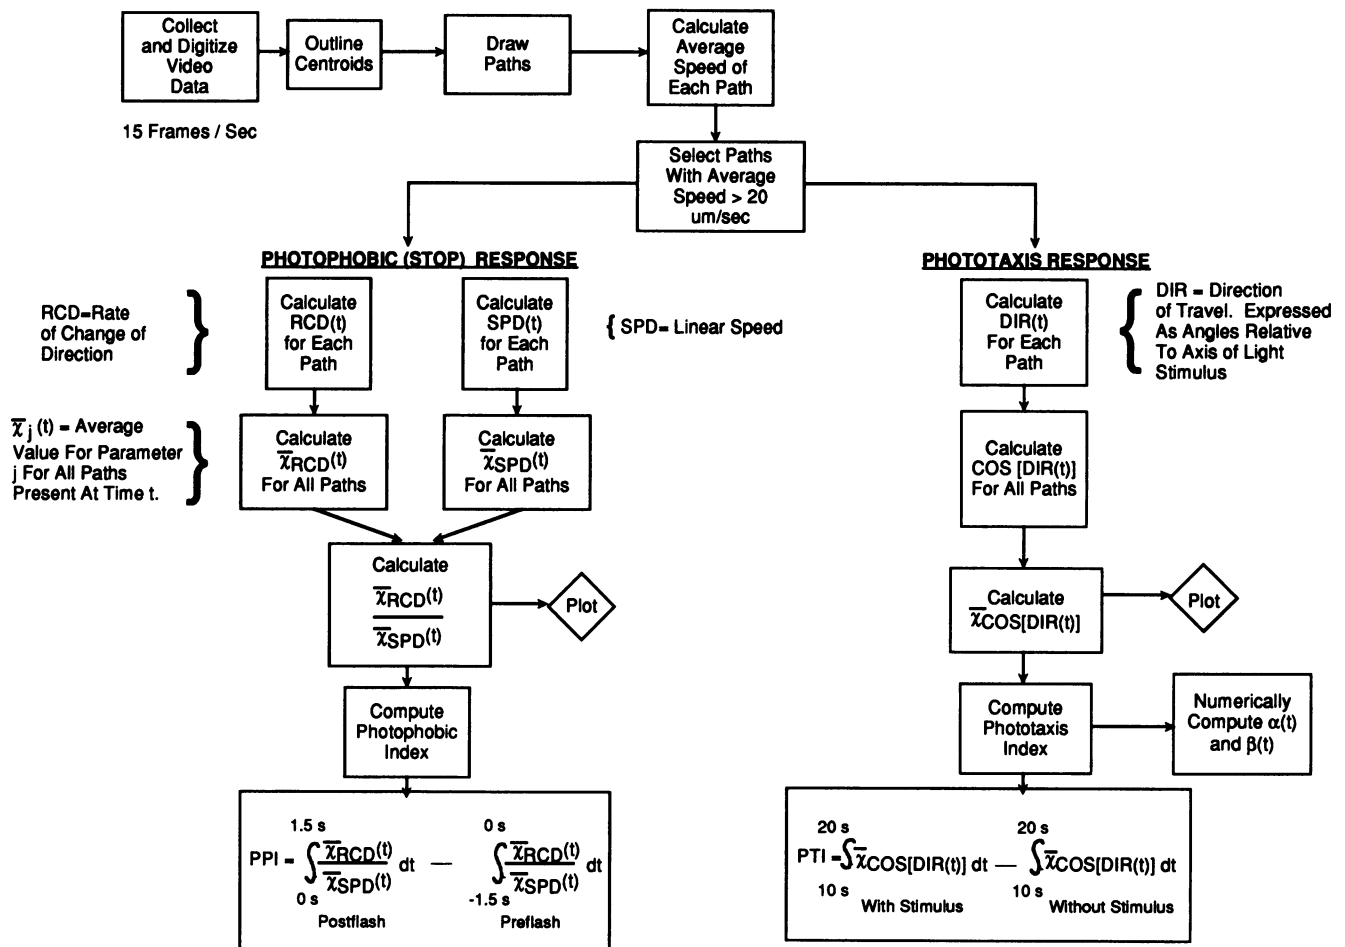 Collect
and Digitize
Video
Data
Outline
Centroids
Draw
Paths
Calculate
Average
Speed of
Each Path
15 Frames / Sec
Select Paths
With Average
Speed > 20
um/sec
PHOTOPHOBIC (STOP) RESPONSE
PHOTOTAXIS RESPONSE
RCD=Rate
of Change of
Direction
}
Calculate
RCD(t)
for Each
Path
Calculate
SPD(t)
for Each
Path
{ SPD= Linear Speed
Calculate
DIR(t)
For Each
Path
{
DIR = Direction
of Travel. Expressed
As Angles Relative
To Axis of Light
Stimulus
χ̅ j (t) = Average
Value For Parameter
j For All Paths
Present At Time t.
}
Calculate
χ̅RCD(t)
For All Paths
Calculate
χ̅SPD(t)
For All Paths
Calculate
COS [DIR(t)]
For All Paths
Calculate
χ̅RCD(t)
χ̅SPD(t)
Plot
Calculate
χ̅COS[DIR(t)]
Plot
Compute
Photophobic
Index
Compute
Phototaxis
Index
Numerically
Compute α(t)
and β(t)
1.5 s
0 s
PPI = ∫ χ̅RCD(t) / χ̅SPD(t) dt — ∫ χ̅RCD(t) / χ̅SPD(t) dt
0 s
-1.5 s
Postflash
Preflash
20 s
20 s
PTI = ∫ χ̅COS[DIR(t)] dt — ∫ χ̅COS[DIR(t)] dt
10 s
10 s
With Stimulus
Without Stimulus